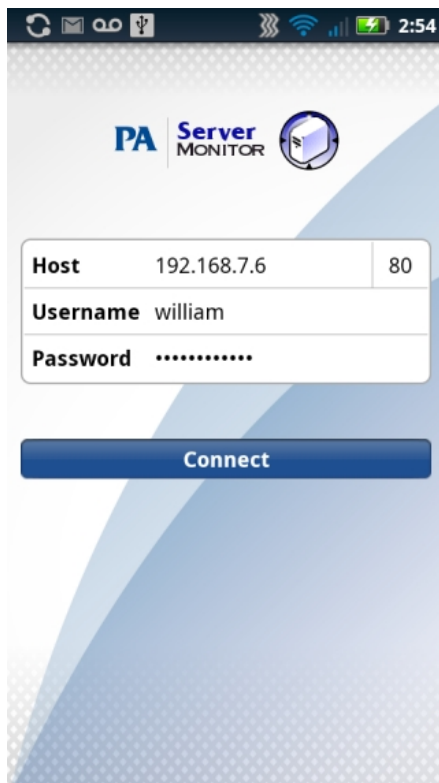 2:54
PA Server
MONITOR
Host 192.168.7.6 80
Username william
Password ••••••••••••
Connect